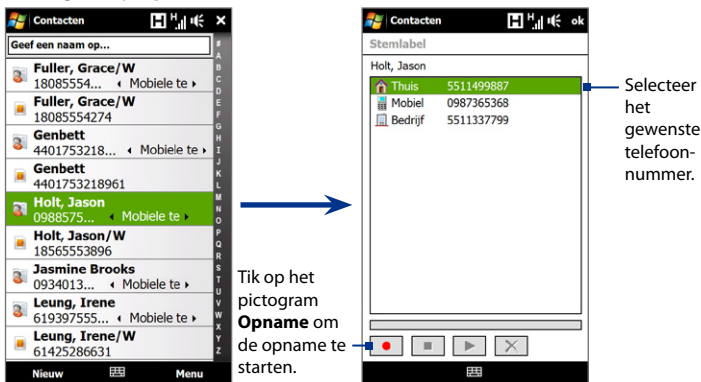 Contacten
Geef een naam op...
#
A
B
C
D
E
F
G
H
I
J
K
L
M
N
O
P
Q
R
S
T
U
V
W
X
Y
Z
Fuller, Grace/W
18085554... Mobiele te
Fuller, Grace/W
18085554274
Genbett
4401753218... Mobiele te
Genbett
4401753218961
Holt, Jason
0988575... Mobiele te
Holt, Jason/W
18565553896
Jasmine Brooks
0934013... Mobiele te
Leung, Irene
619397555... Mobiele te
Leung, Irene/W
61425286631
Nieuw Menu
Tik op het
pictogram
Opname om
de opname te
starten.
Contacten
H H ok
Stemlabel
Holt, Jason
Thuis 5511499887
Mobiel 0987365368
Bedrijf 5511337799
Selecteer
het
gewenste
telefoon-
nummer.